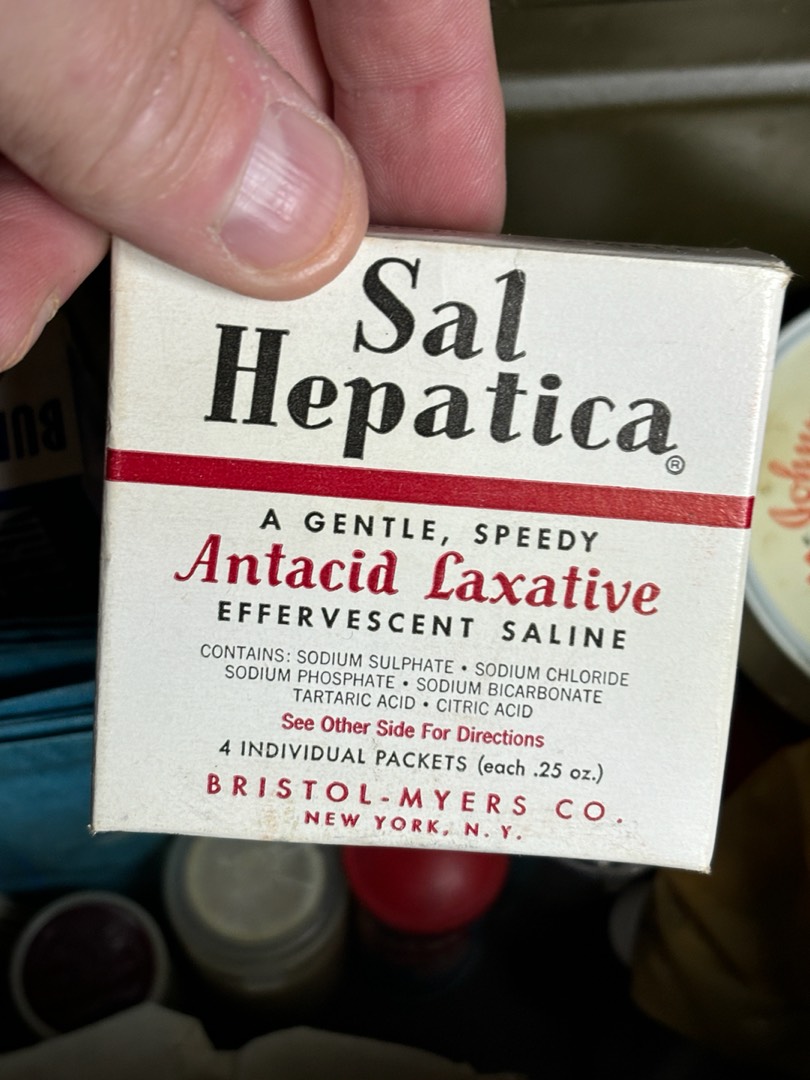 Sal
Hepatica®
A GENTLE, SPEEDY
Antacid Laxative
EFFERVESCENT SALINE
CONTAINS: SODIUM SULPHATE • SODIUM CHLORIDE
SODIUM PHOSPHATE • SODIUM BICARBONATE
TARTARIC ACID • CITRIC ACID
See Other Side For Directions
4 INDIVIDUAL PACKETS (each .25 oz.)
BRISTOL-MYERS CO.
NEW YORK, N. Y.